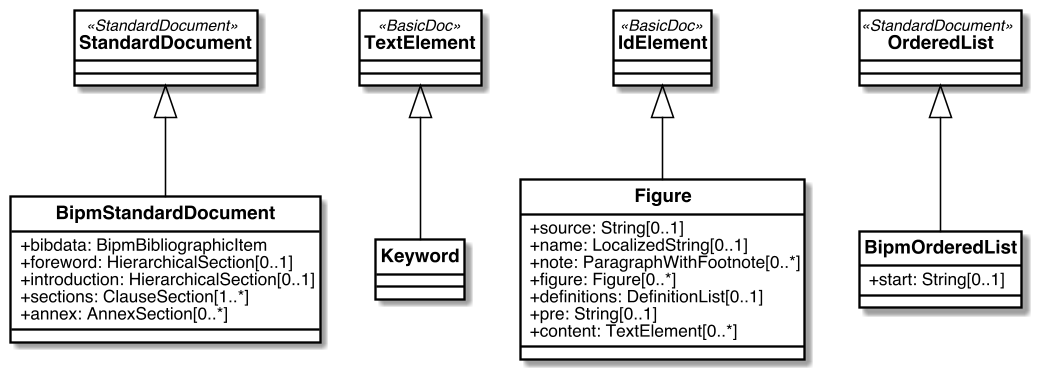 «StandardDocument»
StandardDocument
«BasicDoc»
TextElement
«BasicDoc»
IdElement
«StandardDocument»
OrderedList
BipmStandardDocument
+bibdata: BipmBibliographicItem
+foreword: HierarchicalSection[0..1]
+introduction: HierarchicalSection[0..1]
+sections: ClauseSection[1..*]
+annex: AnnexSection[0..*]
Keyword
Figure
+source: String[0..1]
+name: LocalizedString[0..1]
+note: ParagraphWithFootnote[0..*]
+figure: Figure[0..*]
+definitions: DefinitionList[0..1]
+pre: String[0..1]
+content: TextElement[0..*]
BipmOrderedList
+start: String[0..1]